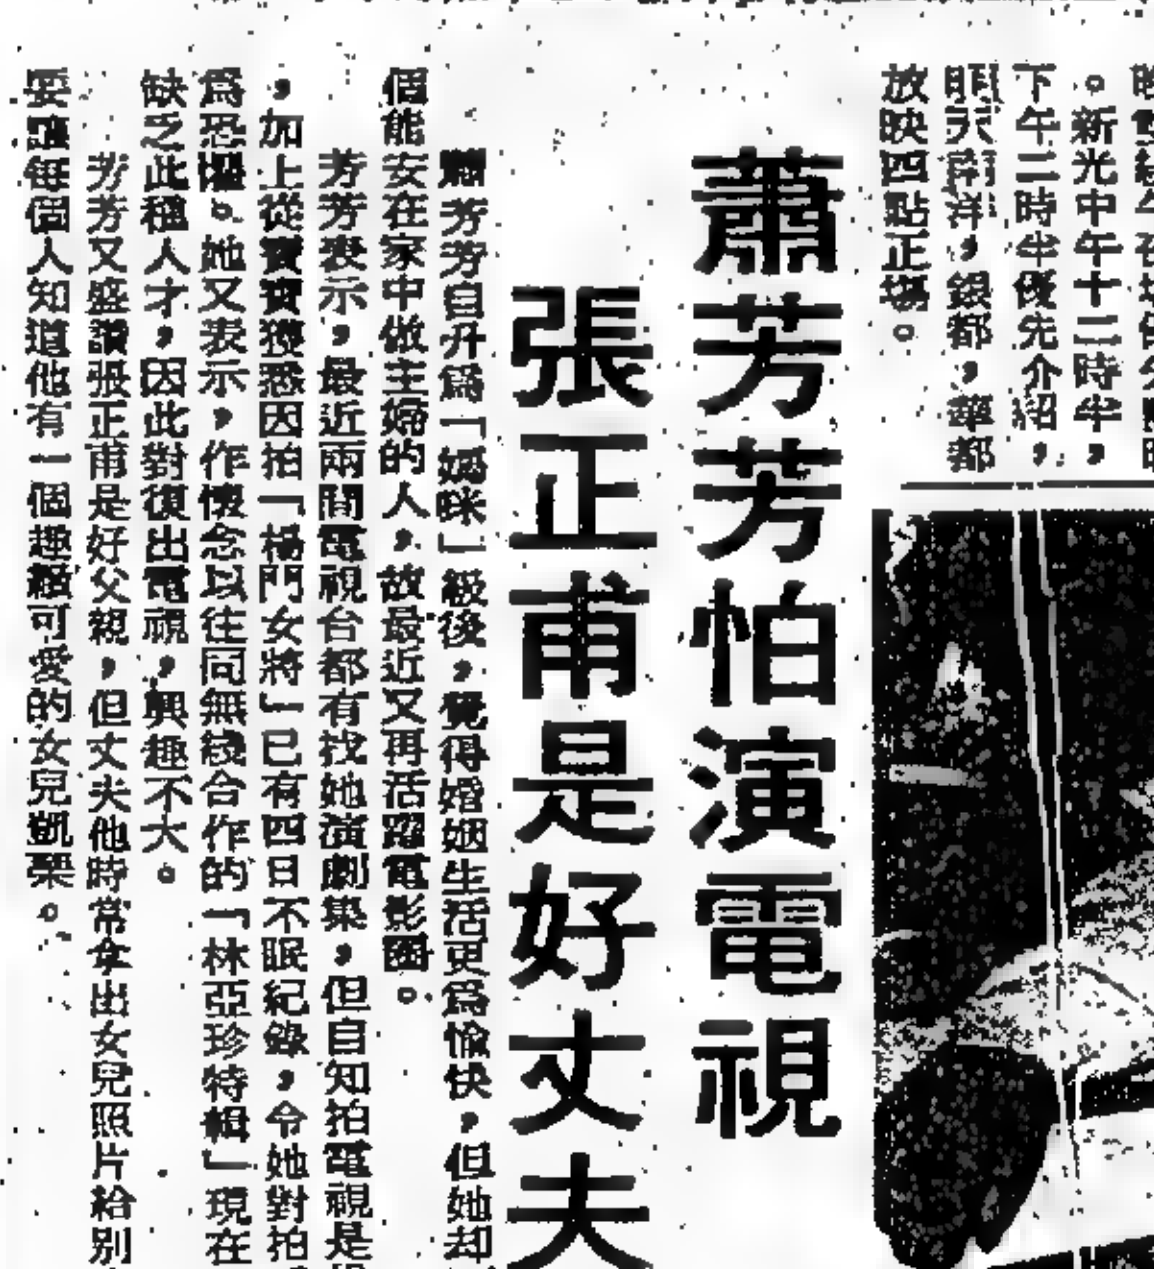 。新光中午十二時半,
下午二時半優先介紹,
明天南洋,銀都,華都
放映四點正塲。
蕭芳芳怕演電視
張正甫是好丈夫
蕭芳芳自升爲「媽咪」級後,覺得婚姻生活更爲愉快,但她却
個能安在家中做主婦的人,故最近又再活躍電影圈。
芳芳表示,最近兩間電視台都有找她演劇集,但自知拍電視是
,加上從寶寶獲悉因拍「楊門女將」已有四日不眠紀錄,令她對拍
爲恐懼。她又表示,作懷念以往同無綫合作的「林亞珍特輯」現在
缺乏此種人才,因此對復出電視,興趣不大。
芳芳又盛讚張正甫是好父親,但丈夫他時常拿出女兒照片給別
要讓每個人知道他有一個趣緻可愛的女兒凱栗。